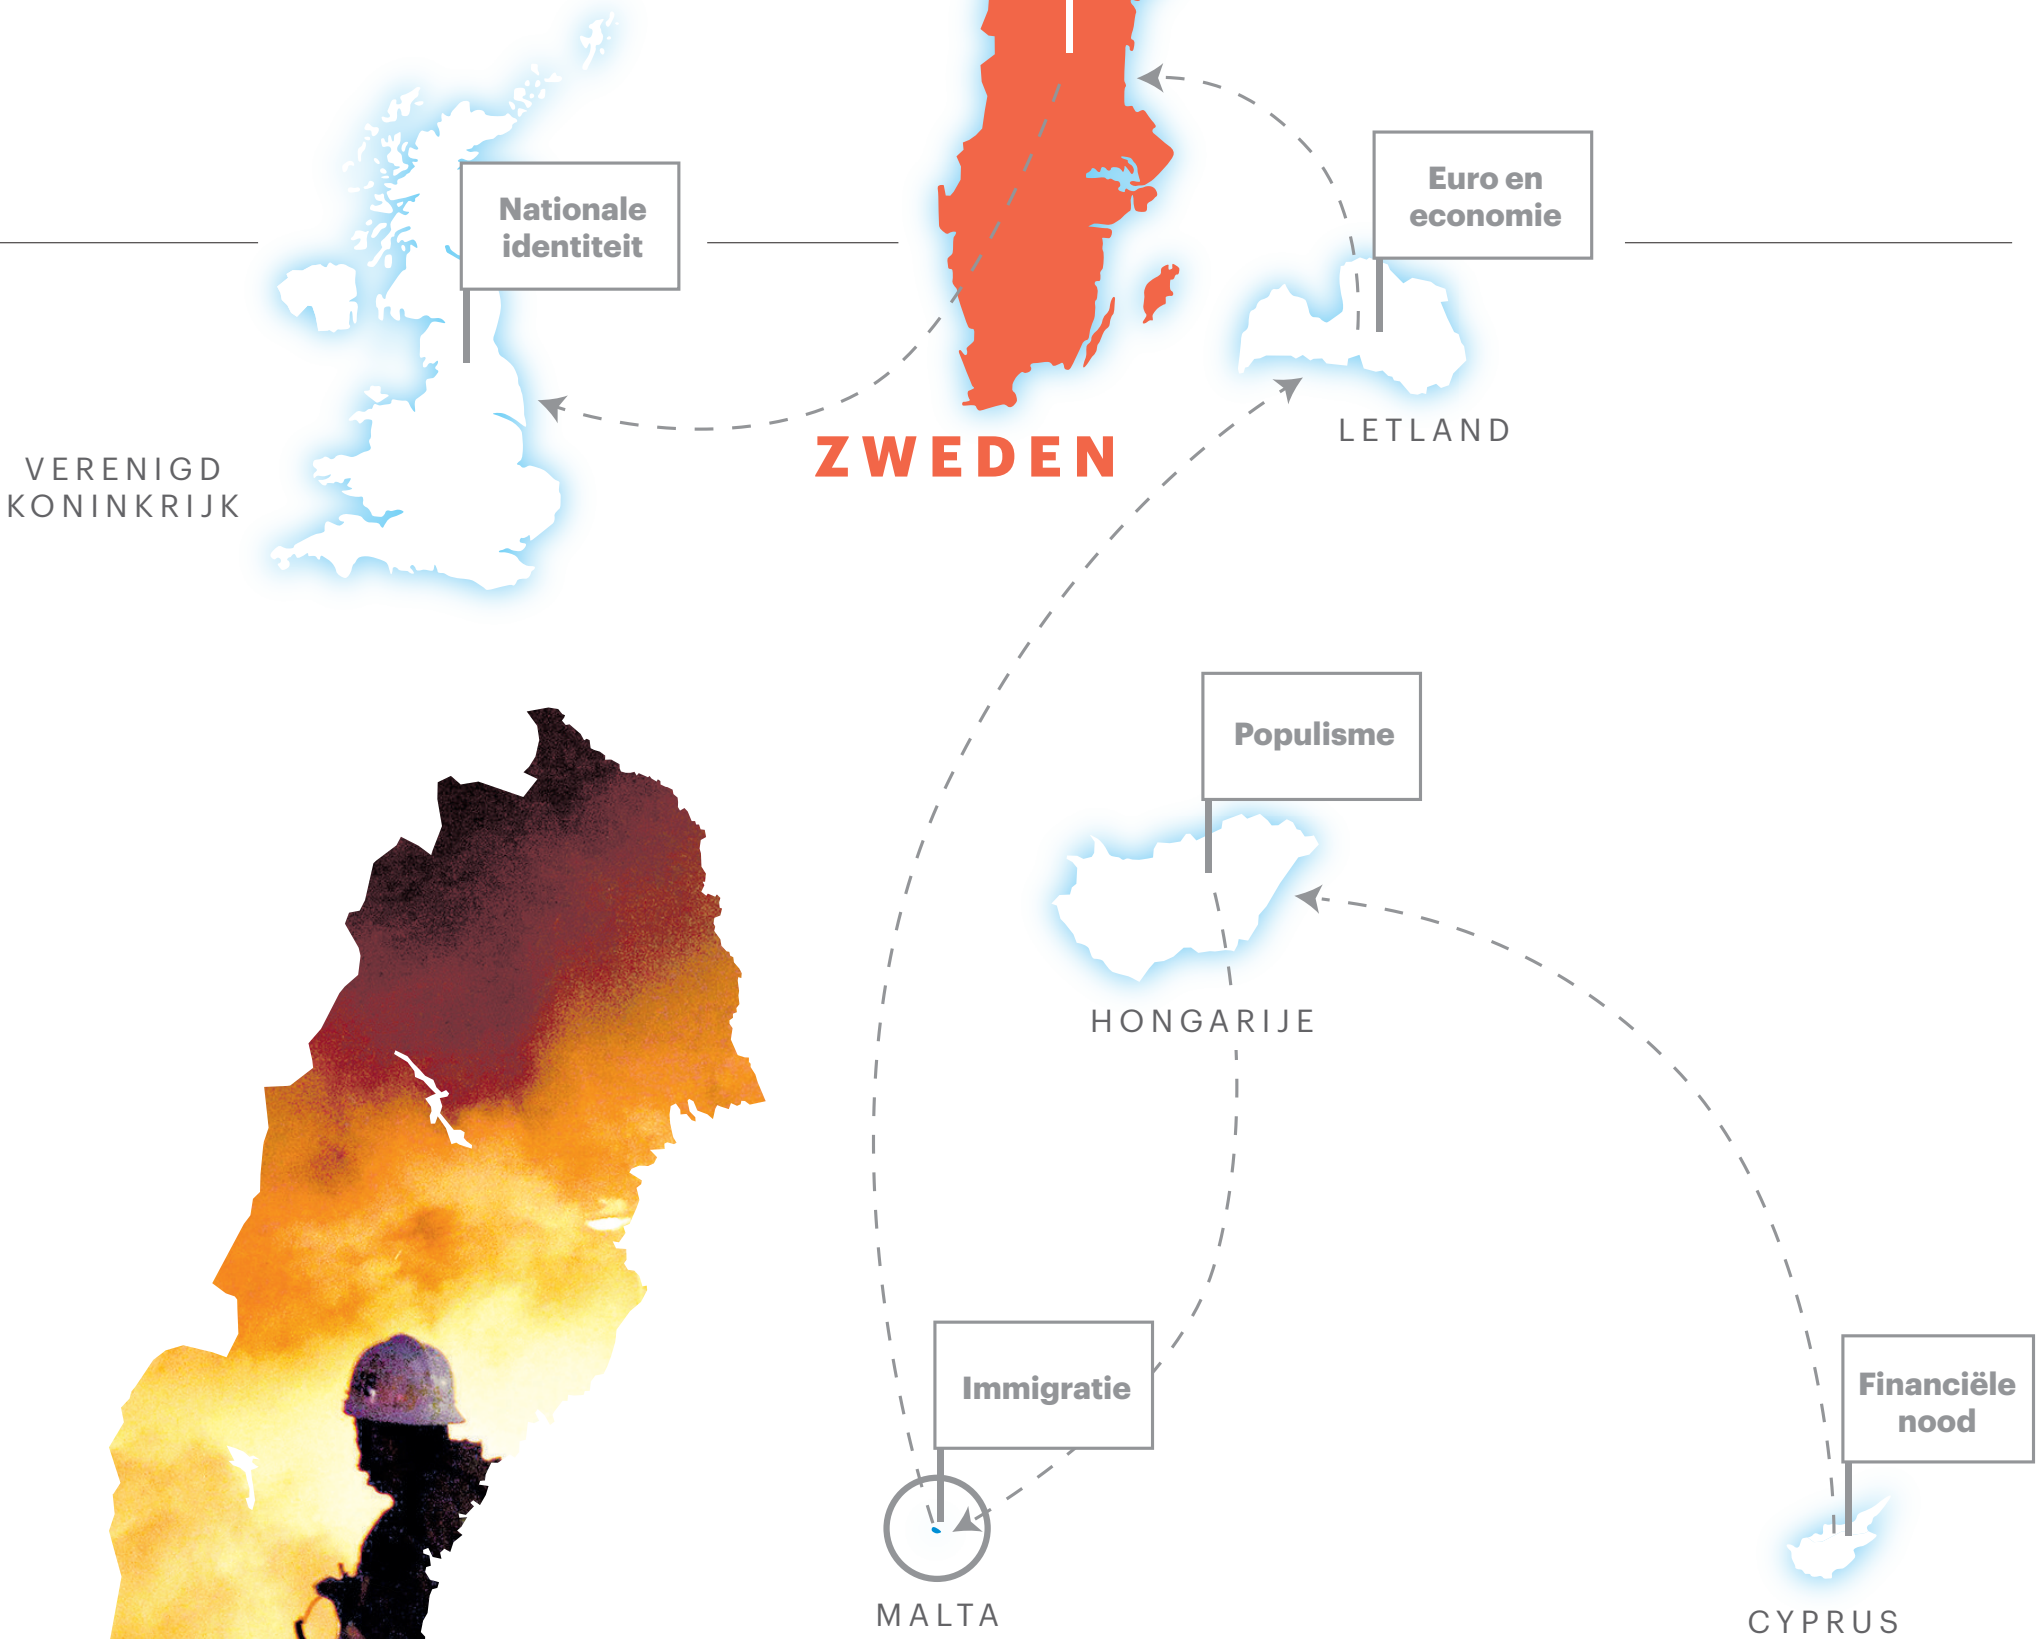 Nationale
identiteit
Euro en
economie
LETLAND
ZWEDEN
VERENIGD
KONINKRIJK
Populisme
HONGARIJE
Immigratie
Financiële
nood
MALTA
CYPRUS